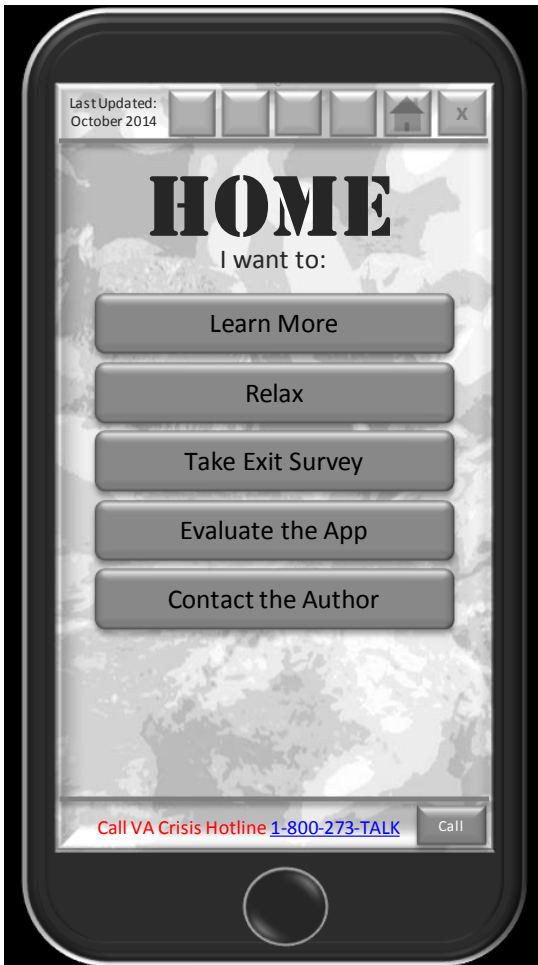 Last Updated:
October 2014
X
HOME
I want to:
Learn More
Relax
Take Exit Survey
Evaluate the App
Contact the Author
Call VA Crisis Hotline 1-800-273-TALK
Call